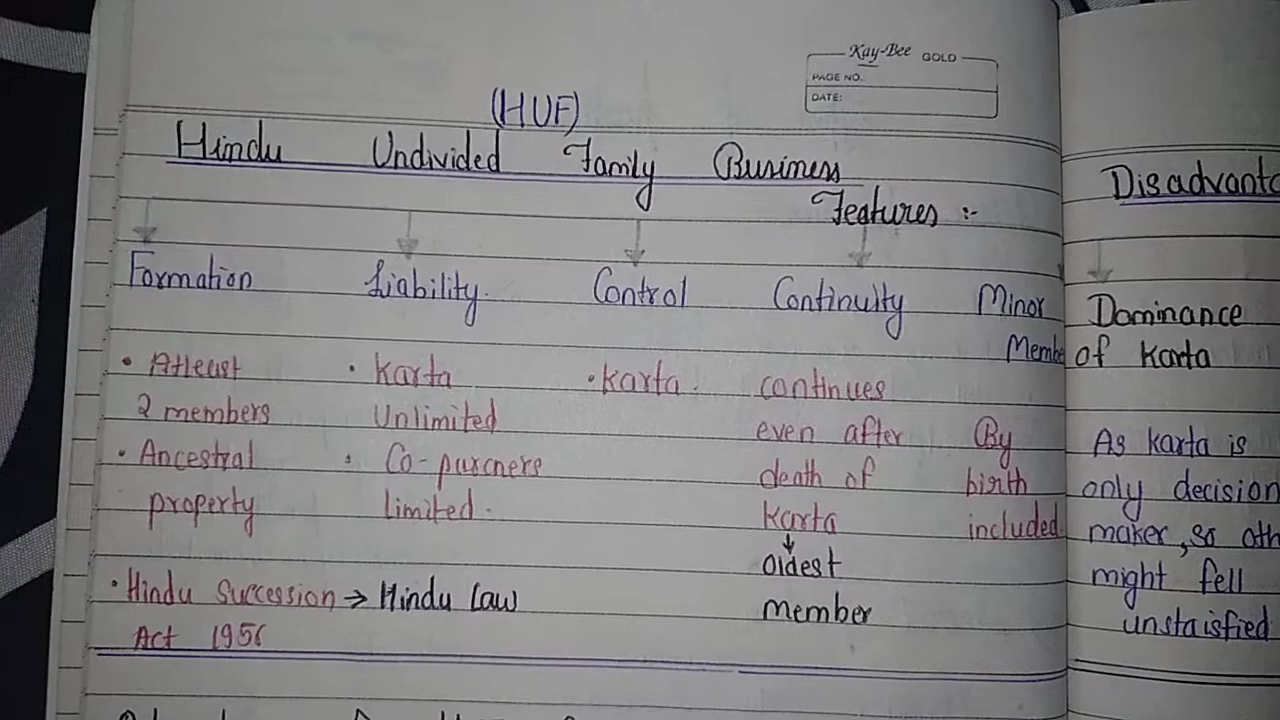 Kay-Bee GOLD
PAGE NO.
DATE:
(HUF)
Hindu Undivided Family Business
Features :-
Formation
• Atleast
2 members
• Ancestral
property
• Hindu Succession → Hindu Law
Act 1956
Liability.
• Karta
Unlimited
• Co-purcners
limited.
Control
• Karta.
Continuity
continues
even after
death of
Karta
↓
oldest
member
Minor
Membe
By
birth
included.
Disadvanta
Dominance
of Karta
As Karta is
only decision
maker, so oth
might fell
unstaisfied